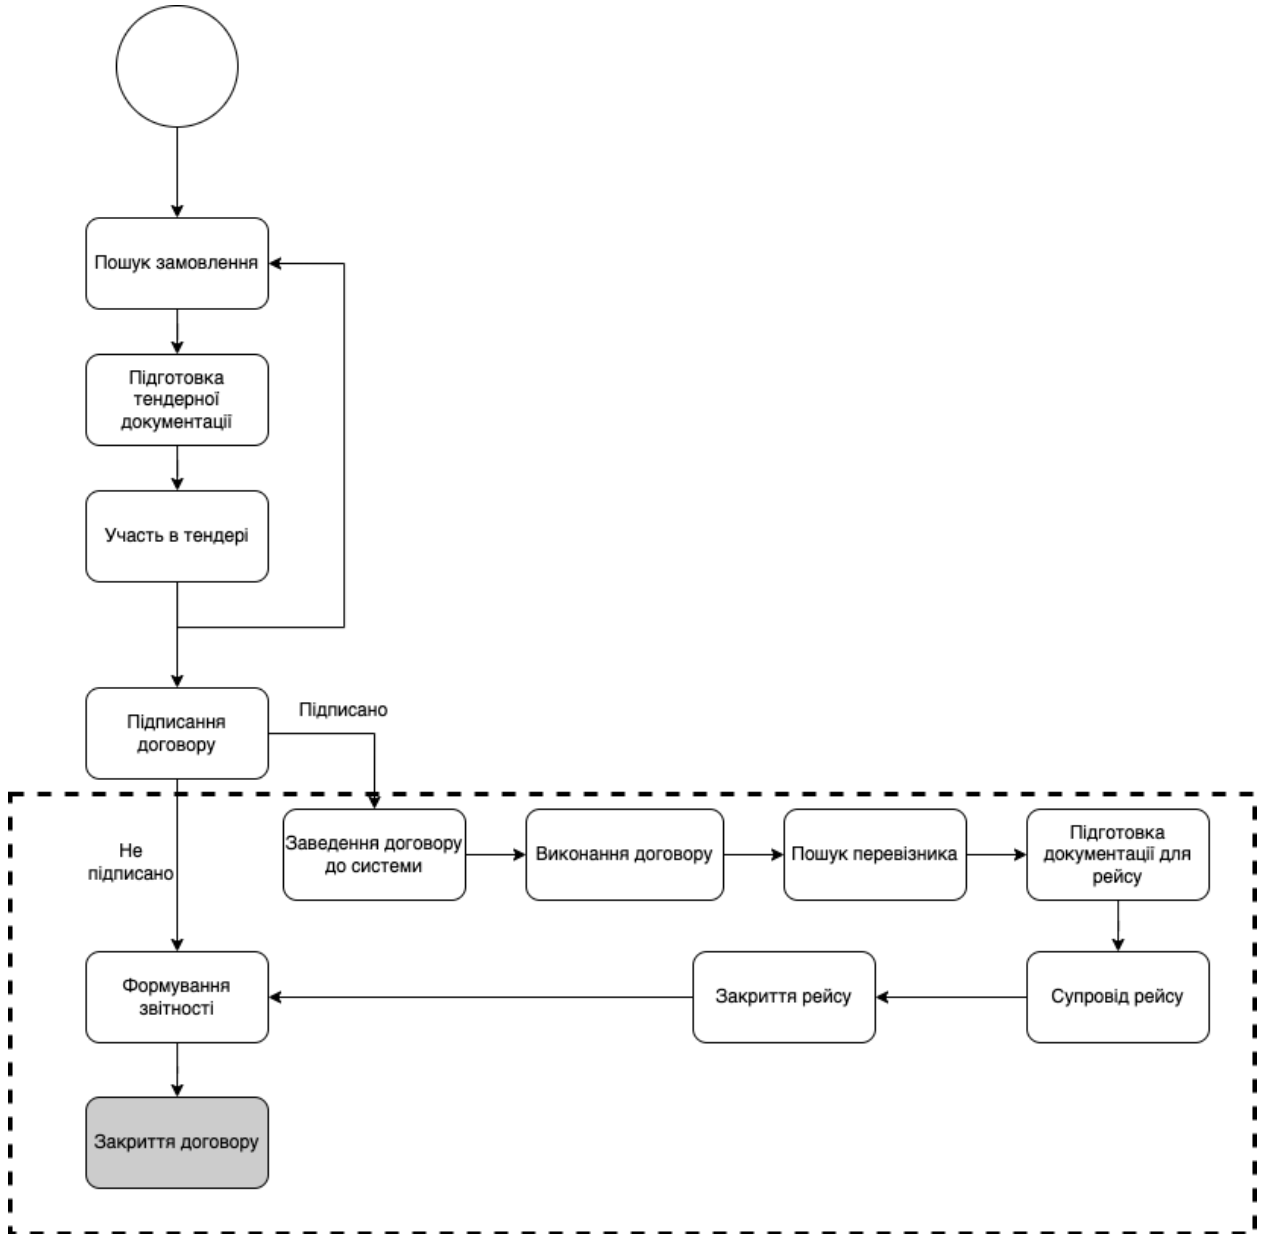 Пошук замовлення
Підготовка
тендерної
документації
Участь в тендері
Підписання
договору
Підписано
Не
підписано
Заведення договору
до системи
Виконання договору
Пошук перевізника
Підготовка
документації для
рейсу
Супровід рейсу
Закриття рейсу
Формування
звітності
Закриття договору